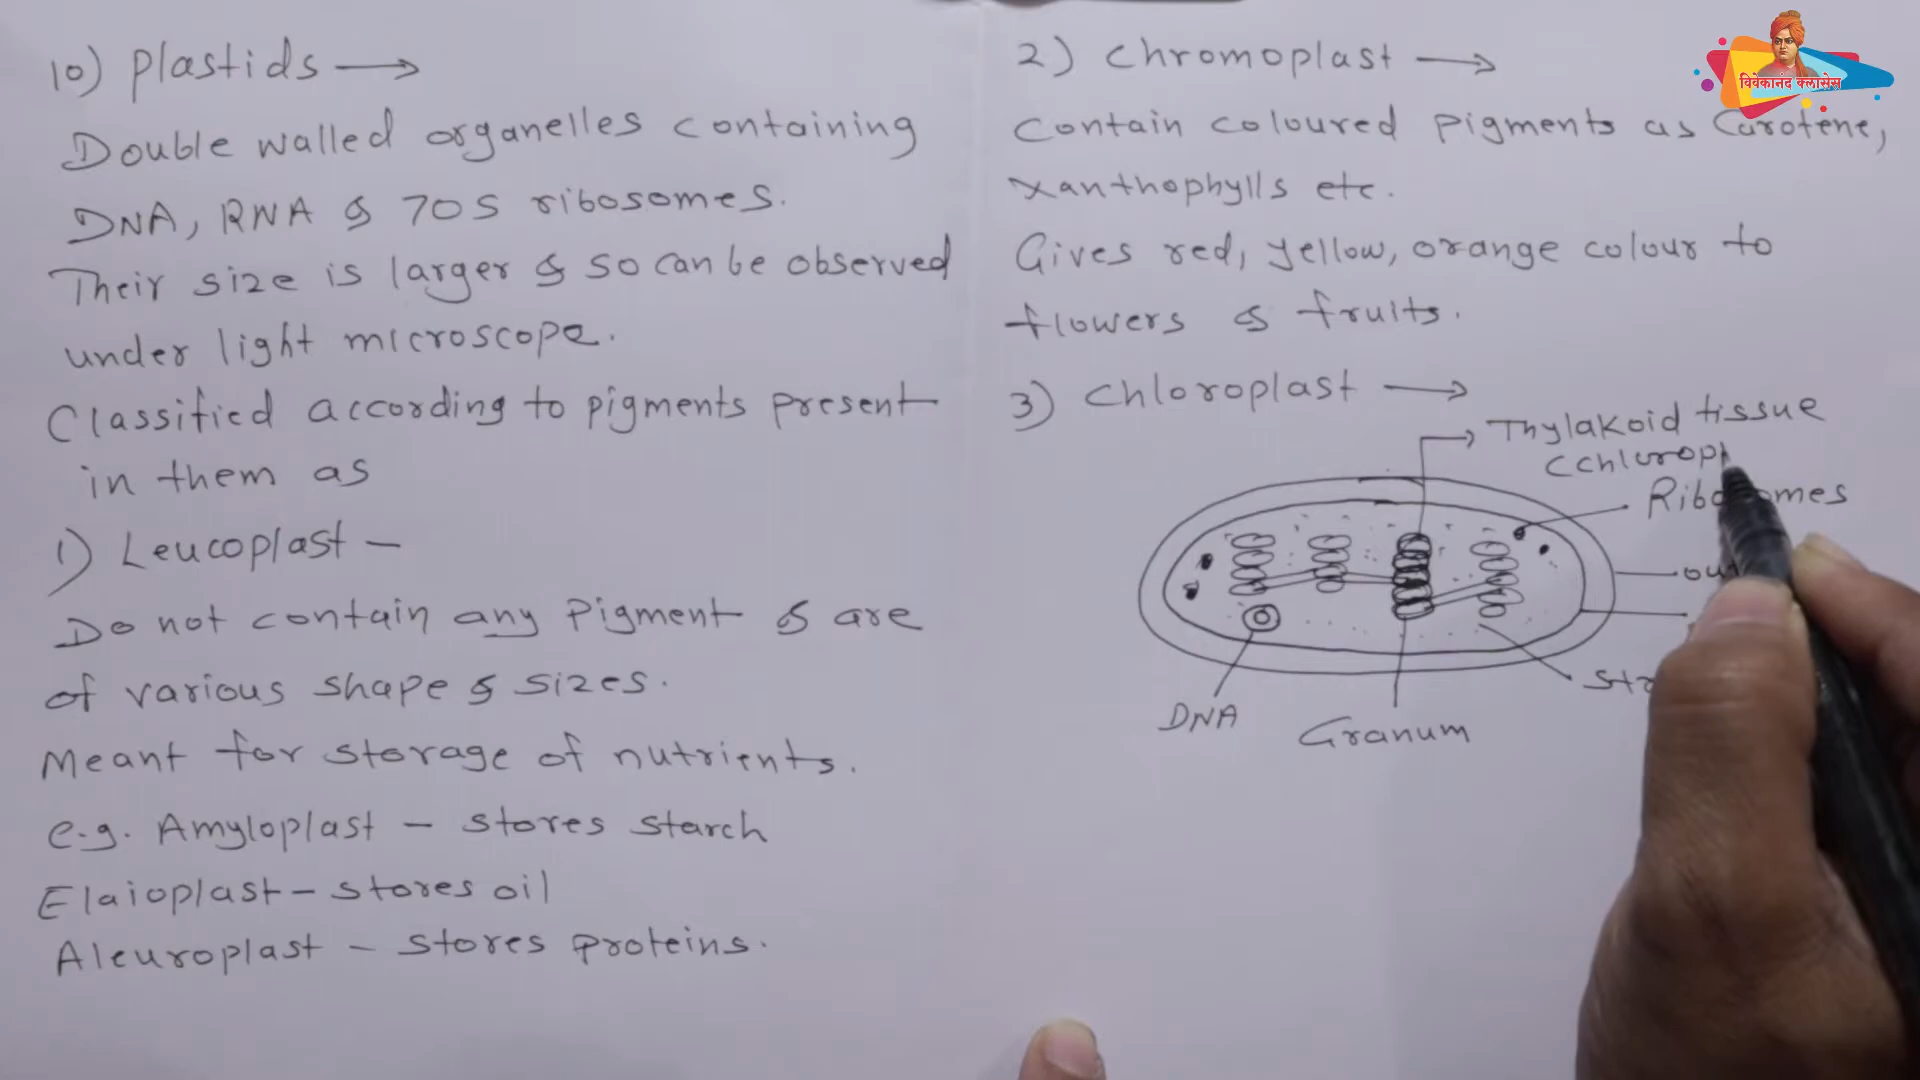 10) Plastids →
Double walled organelles containing
DNA, RNA & 70S ribosomes.
Their size is larger & so can be observed
under light microscope.
Classified according to pigments present
in them as
1) Leucoplast -
Do not contain any Pigment & are
of various shape & sizes.
Meant for storage of nutrients.
e.g. Amyloplast - stores starch
Elaioplast - stores oil
Aleuroplast - stores proteins.
2) Chromoplast →
Contain coloured pigments as Carotene,
Xanthophylls etc.
Gives red, yellow, orange colour to
flowers & fruits.
3) Chloroplast →
Thylakoid tissue
Ribosomes
DNA
Granum
विवेकानंद क्लासेस